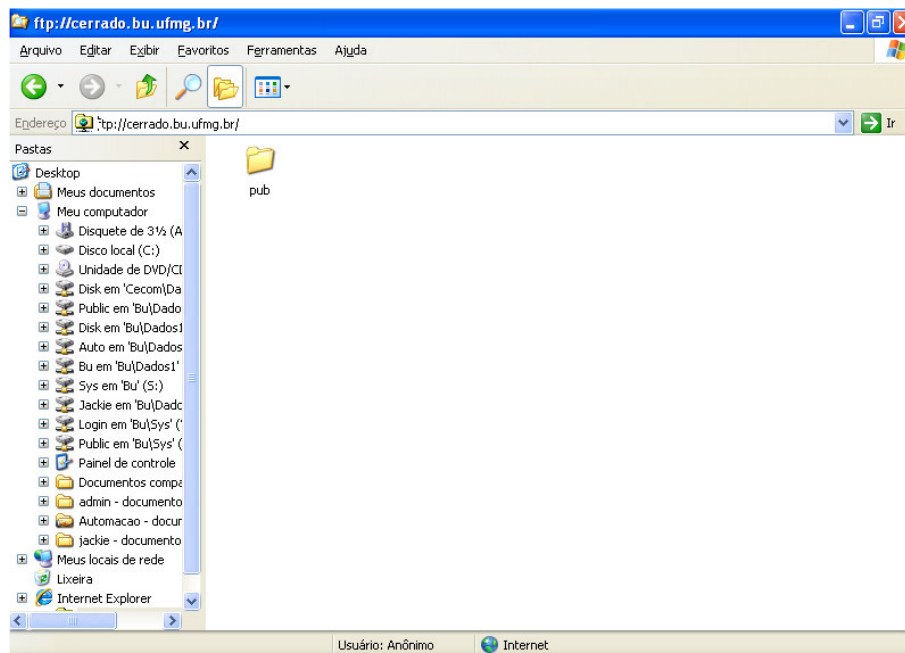 ftp://cerrado.bu.ufmg.br/
Arquivo Editar Exibir Favoritos Ferramentas Ajuda
Endereço tp://cerrado.bu.ufmg.br/ Ir
Pastas x
Desktop
Meus documentos
Meu computador
Disquete de 3½ (A
Disco local (C:)
Unidade de DVD/CD
Disk em 'Cecom\Da
Public em 'Bu\Dado
Disk em 'Bu\Dados1
Auto em 'Bu\Dados
Bu em 'Bu\Dados1'
Sys em 'Bu' (S:)
Jackie em 'Bu\Dado
Login em 'Bu\Sys' (
Public em 'Bu\Sys' (
Painel de controle
Documentos compa
admin - documento
Automacao - docur
jackie - documento
Meus locais de rede
Lixeira
Internet Explorer
pub
Usuário: Anônimo Internet